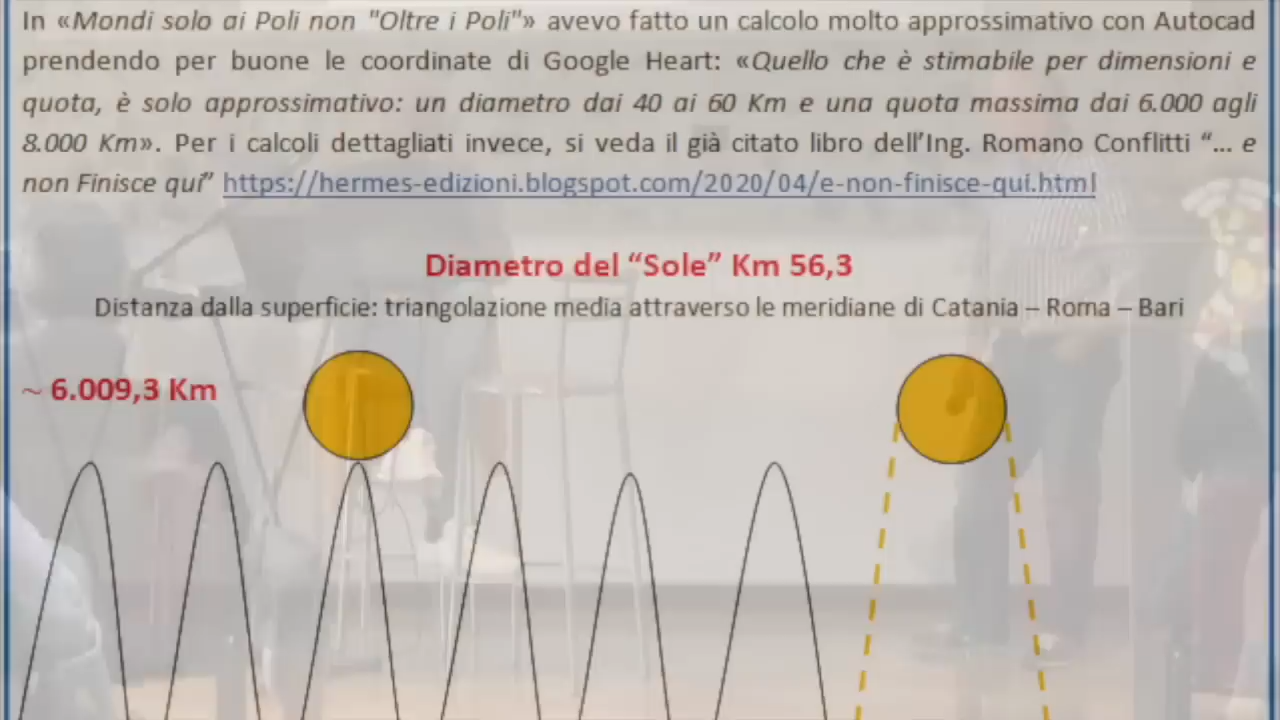 In «Mondi solo ai Poli non "Oltre i Poli"» avevo fatto un calcolo molto approssimativo con Autocad
prendendo per buone le coordinate di Google Heart: «Quello che è stimabile per dimensioni e
quota, è solo approssimativo: un diametro dai 40 ai 60 Km e una quota massima dai 6.000 agli
8.000 Km». Per i calcoli dettagliati invece, si veda il già citato libro dell'Ing. Romano Conflitti "... e
non Finisce qui" https://hermes-edizioni.blogspot.com/2020/04/e-non-finisce-qui.html
Diametro del "Sole" Km 56,3
Distanza dalla superficie: triangolazione media attraverso le meridiane di Catania – Roma – Bari
~ 6.009,3 Km